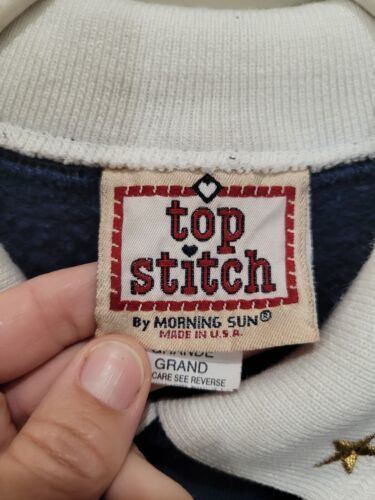 top
stitch
By MORNING SUN®
MADE IN U.S.A.
GRANDE
GRAND
CARE SEE REVERSE